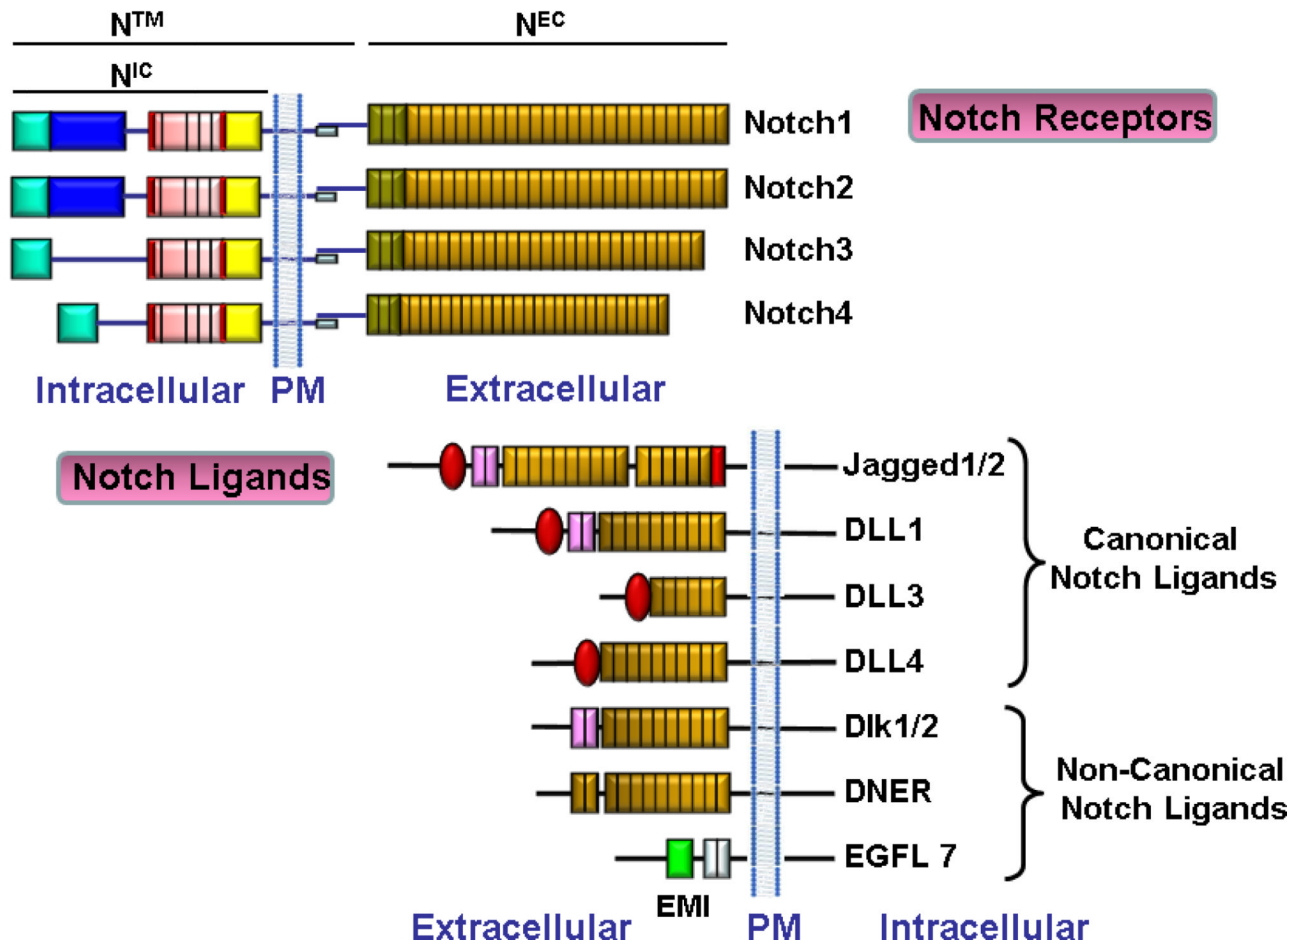 N^TM
N^EC
N^IC
Notch1
Notch Receptors
Notch2
Notch3
Notch4
Intracellular PM Extracellular
Notch Ligands
Jagged1/2
DLL1
Canonical
Notch Ligands
DLL3
DLL4
Dlk1/2
Non-Canonical
Notch Ligands
DNER
EGFL 7
EMI
Extracellular PM Intracellular